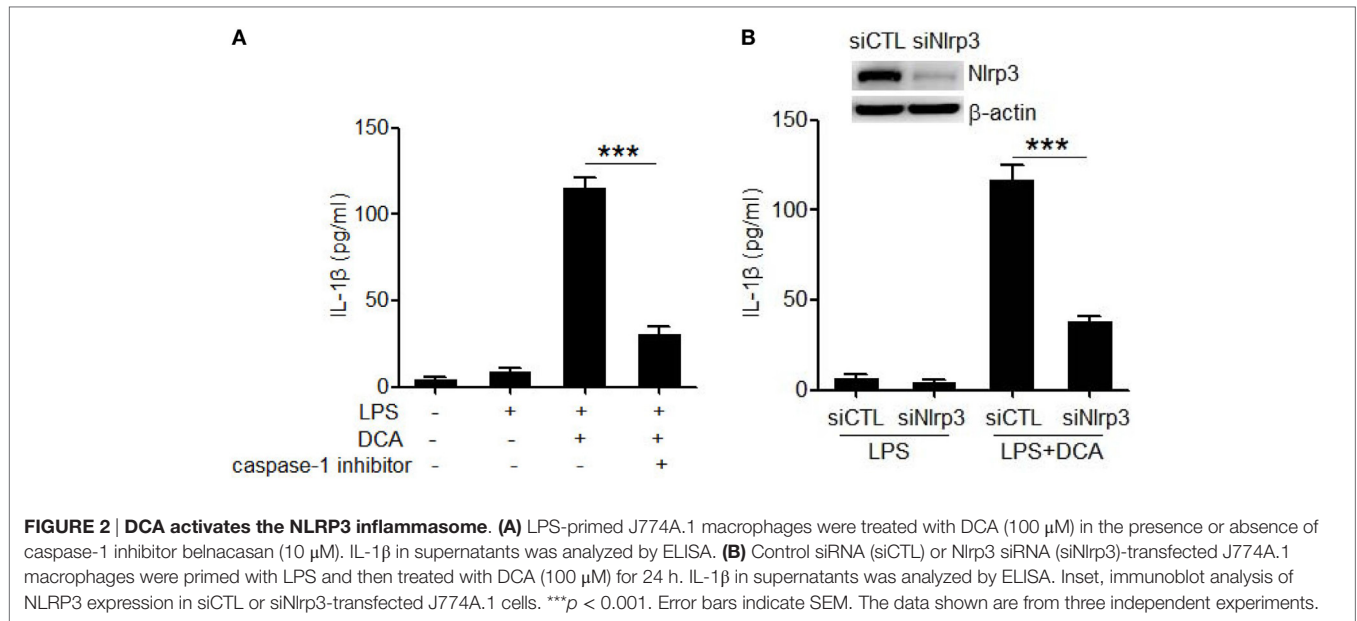 A
150
100
50
0
IL-1β (pg/ml)
***
LPS - + + +
DCA - - + +
caspase-1 inhibitor - - - +
B
siCTL siNlrp3
Nlrp3
β-actin
150
100
50
0
IL-1β (pg/ml)
***
siCTL siNlrp3 siCTL siNlrp3
LPS LPS+DCA
FIGURE 2 | DCA activates the NLRP3 inflammasome. (A) LPS-primed J774A.1 macrophages were treated with DCA (100 μM) in the presence or absence of
caspase-1 inhibitor belnacasan (10 μM). IL-1β in supernatants was analyzed by ELISA. (B) Control siRNA (siCTL) or Nlrp3 siRNA (siNlrp3)-transfected J774A.1
macrophages were primed with LPS and then treated with DCA (100 μM) for 24 h. IL-1β in supernatants was analyzed by ELISA. Inset, immunoblot analysis of
NLRP3 expression in siCTL or siNlrp3-transfected J774A.1 cells. ***p < 0.001. Error bars indicate SEM. The data shown are from three independent experiments.